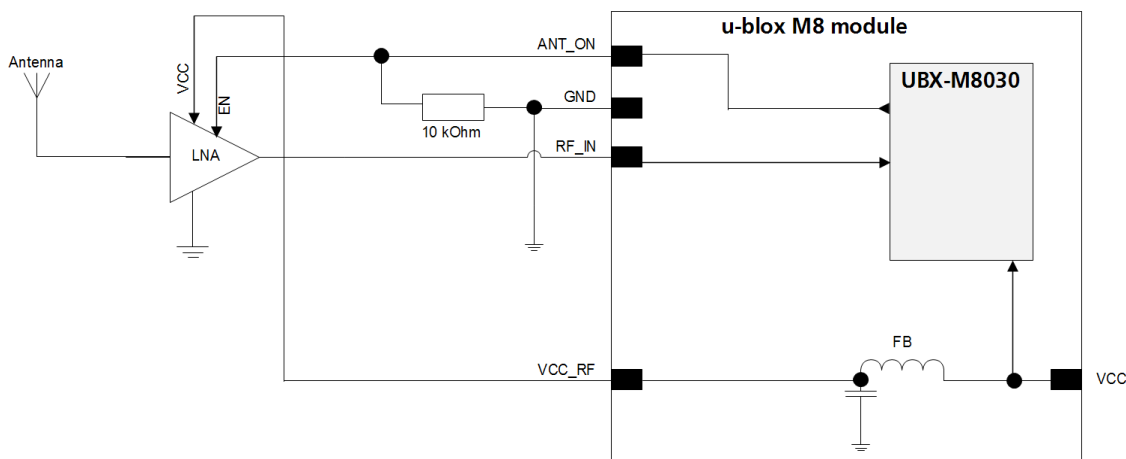 u-blox M8 module
ANT_ON
Antenna
VCC
UBX-M8030
EN
GND
10 kOhm
RF_IN
LNA
FB
VCC_RF
VCC